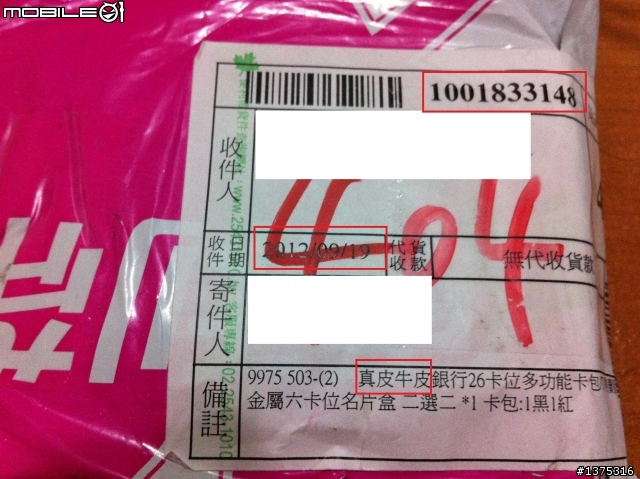 MOBILE01
1001833148
收件人
404
收件日期
2012/09/19
代貨收款
無代收貨款
寄件人
備註
9975 503-(2) 真皮牛皮銀行26卡位多功能卡包
金屬六卡位名片盒 二選二 *1 卡包:1黑1紅
#1375316